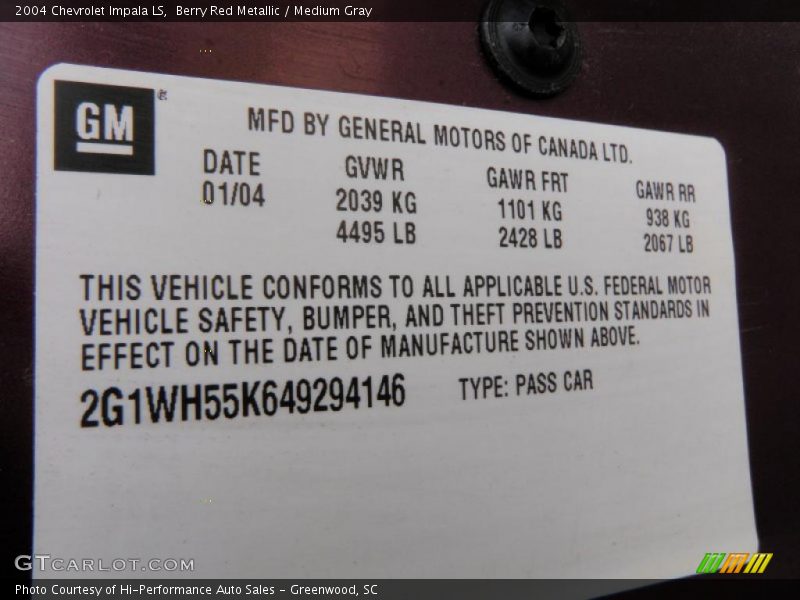 2004 Chevrolet Impala LS,  Berry Red Metallic / Medium Gray
GM®
MFD BY GENERAL MOTORS OF CANADA LTD.
DATE GVWR GAWR FRT GAWR RR
01/04 2039 KG 1101 KG 938 KG
4495 LB 2428 LB 2067 LB
THIS VEHICLE CONFORMS TO ALL APPLICABLE U.S. FEDERAL MOTOR
VEHICLE SAFETY, BUMPER, AND THEFT PREVENTION STANDARDS IN
EFFECT ON THE DATE OF MANUFACTURE SHOWN ABOVE.
2G1WH55K649294146 TYPE: PASS CAR
GTCARLOT.COM
Photo Courtesy of Hi-Performance Auto Sales - Greenwood, SC